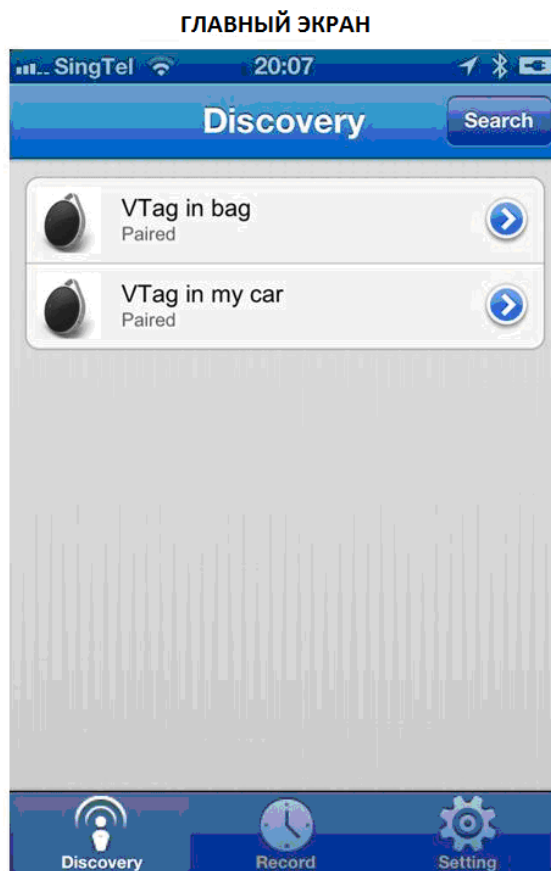 ГЛАВНЫЙ ЭКРАН
SingTel 20:07
Discovery Search
VTag in bag
Paired
VTag in my car
Paired
Discovery Record Setting